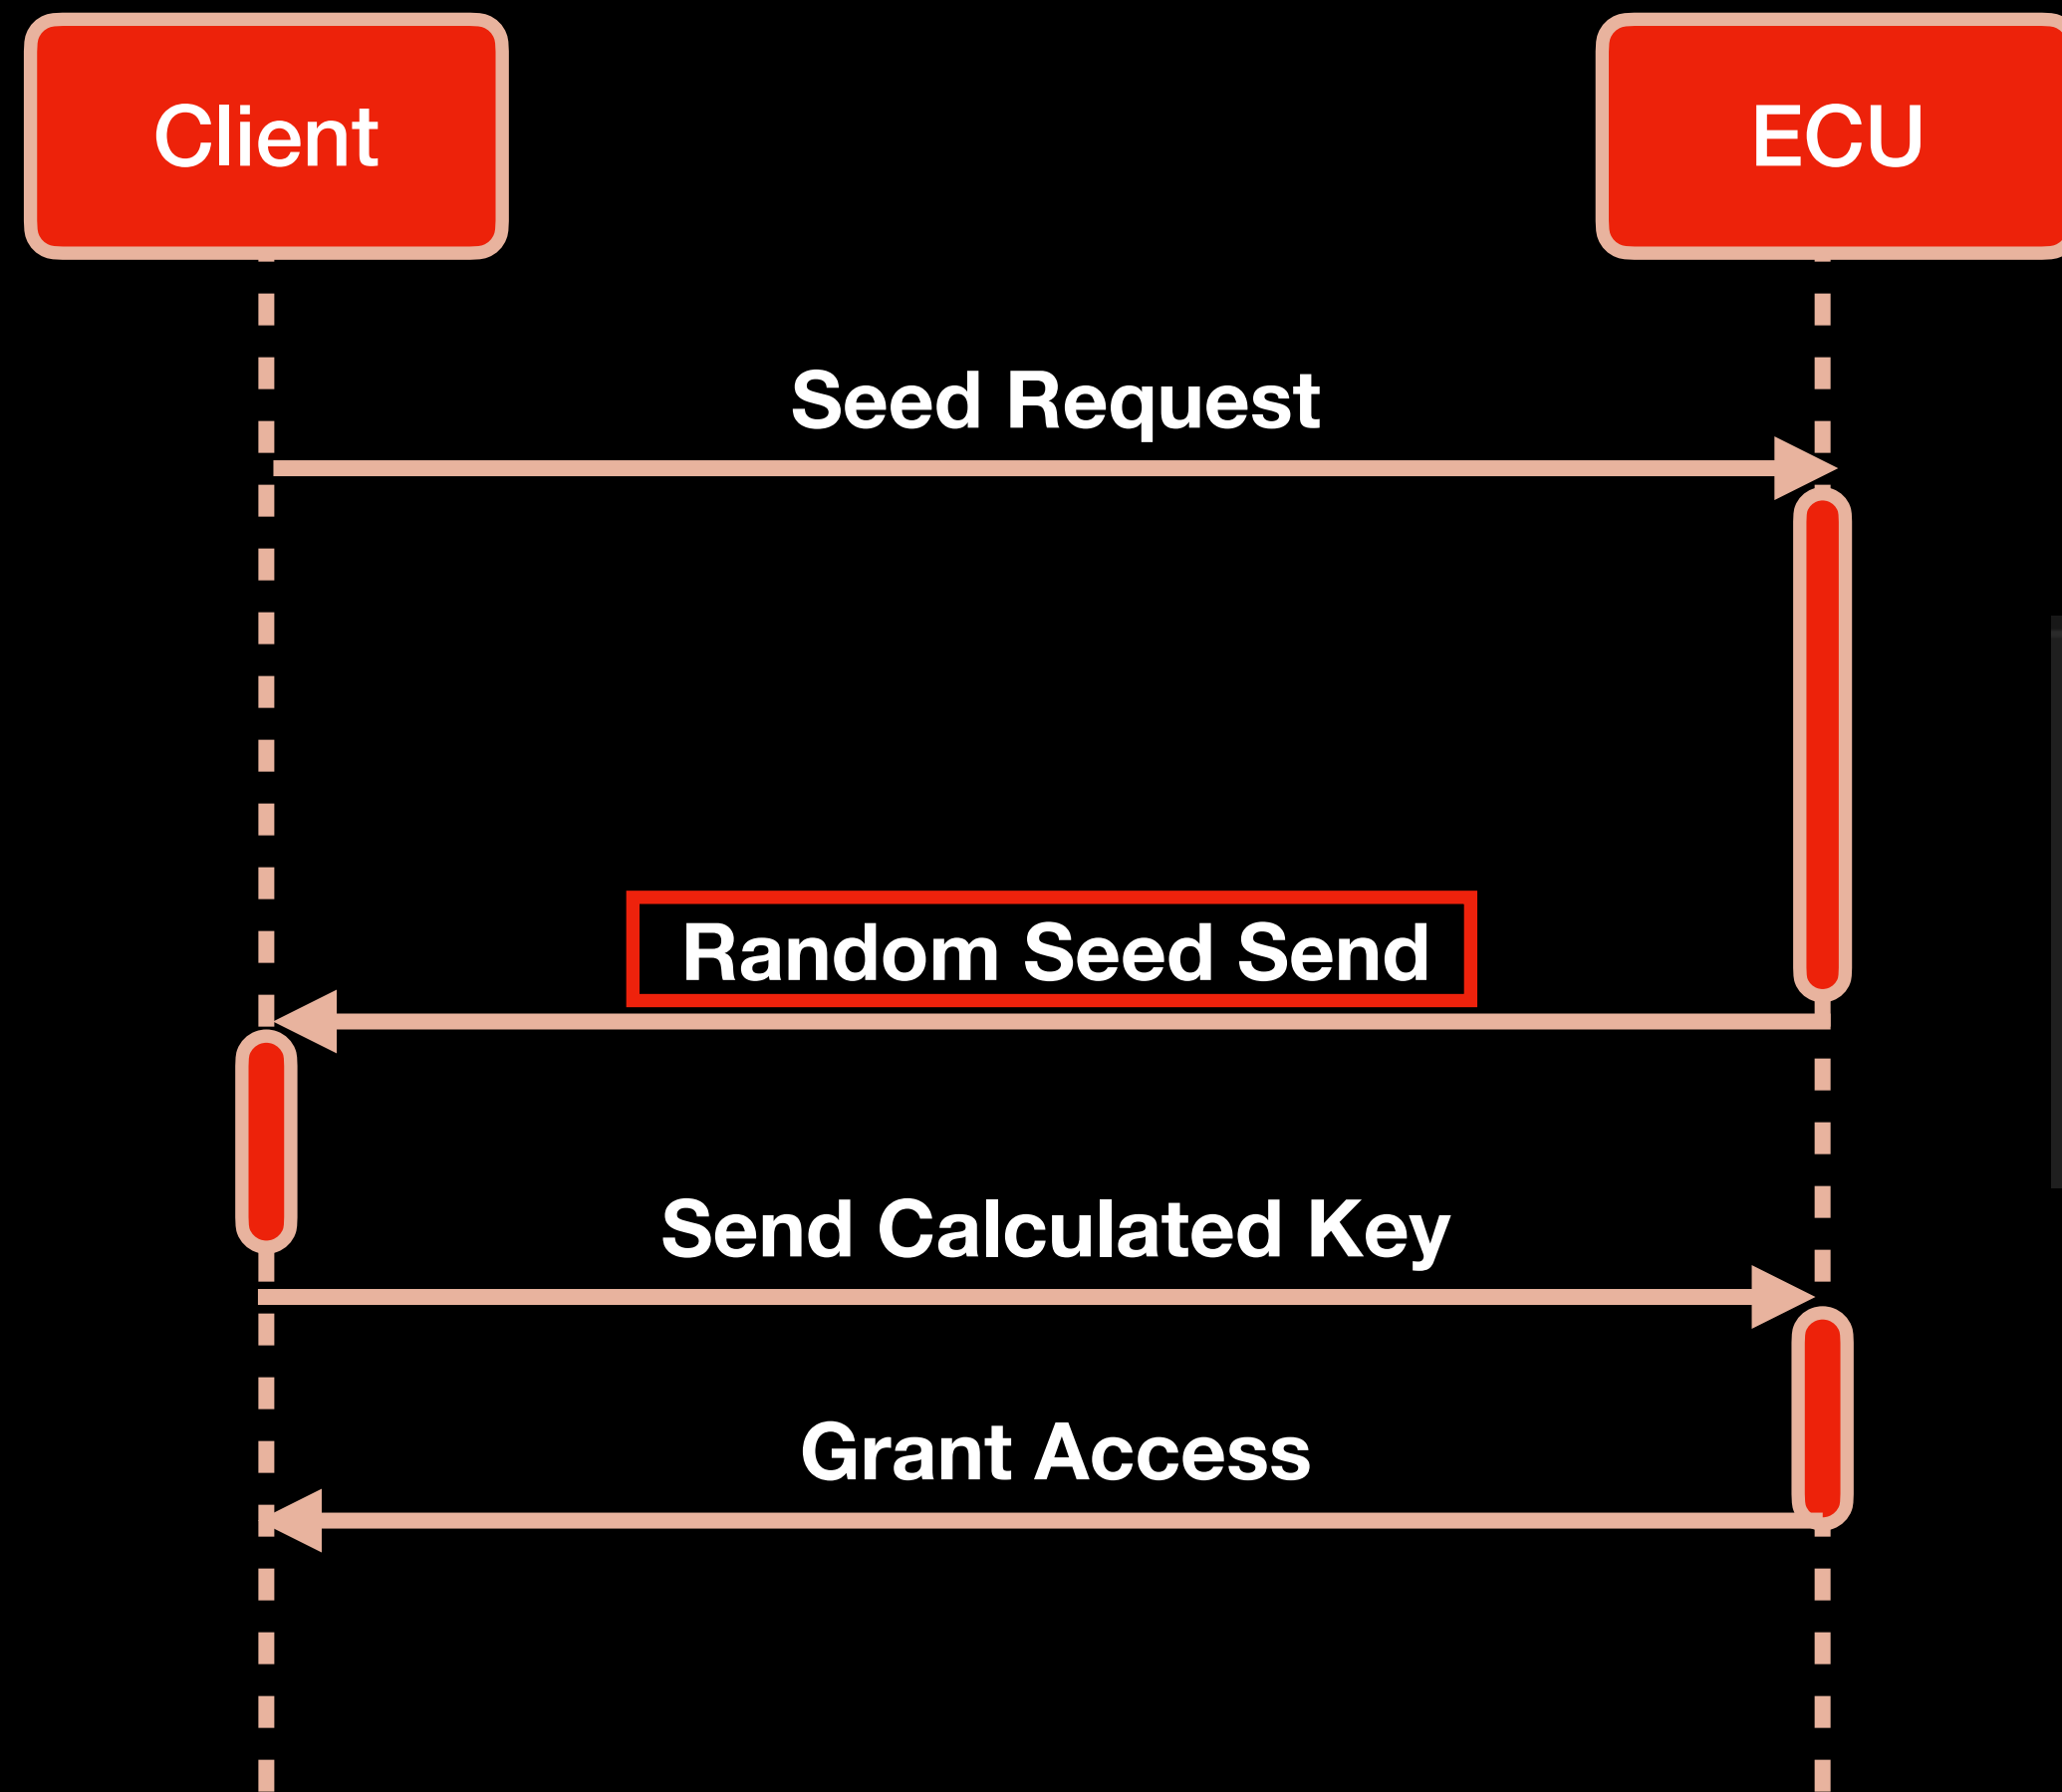 Client
ECU
Seed Request
Random Seed Send
Send Calculated Key
Grant Access